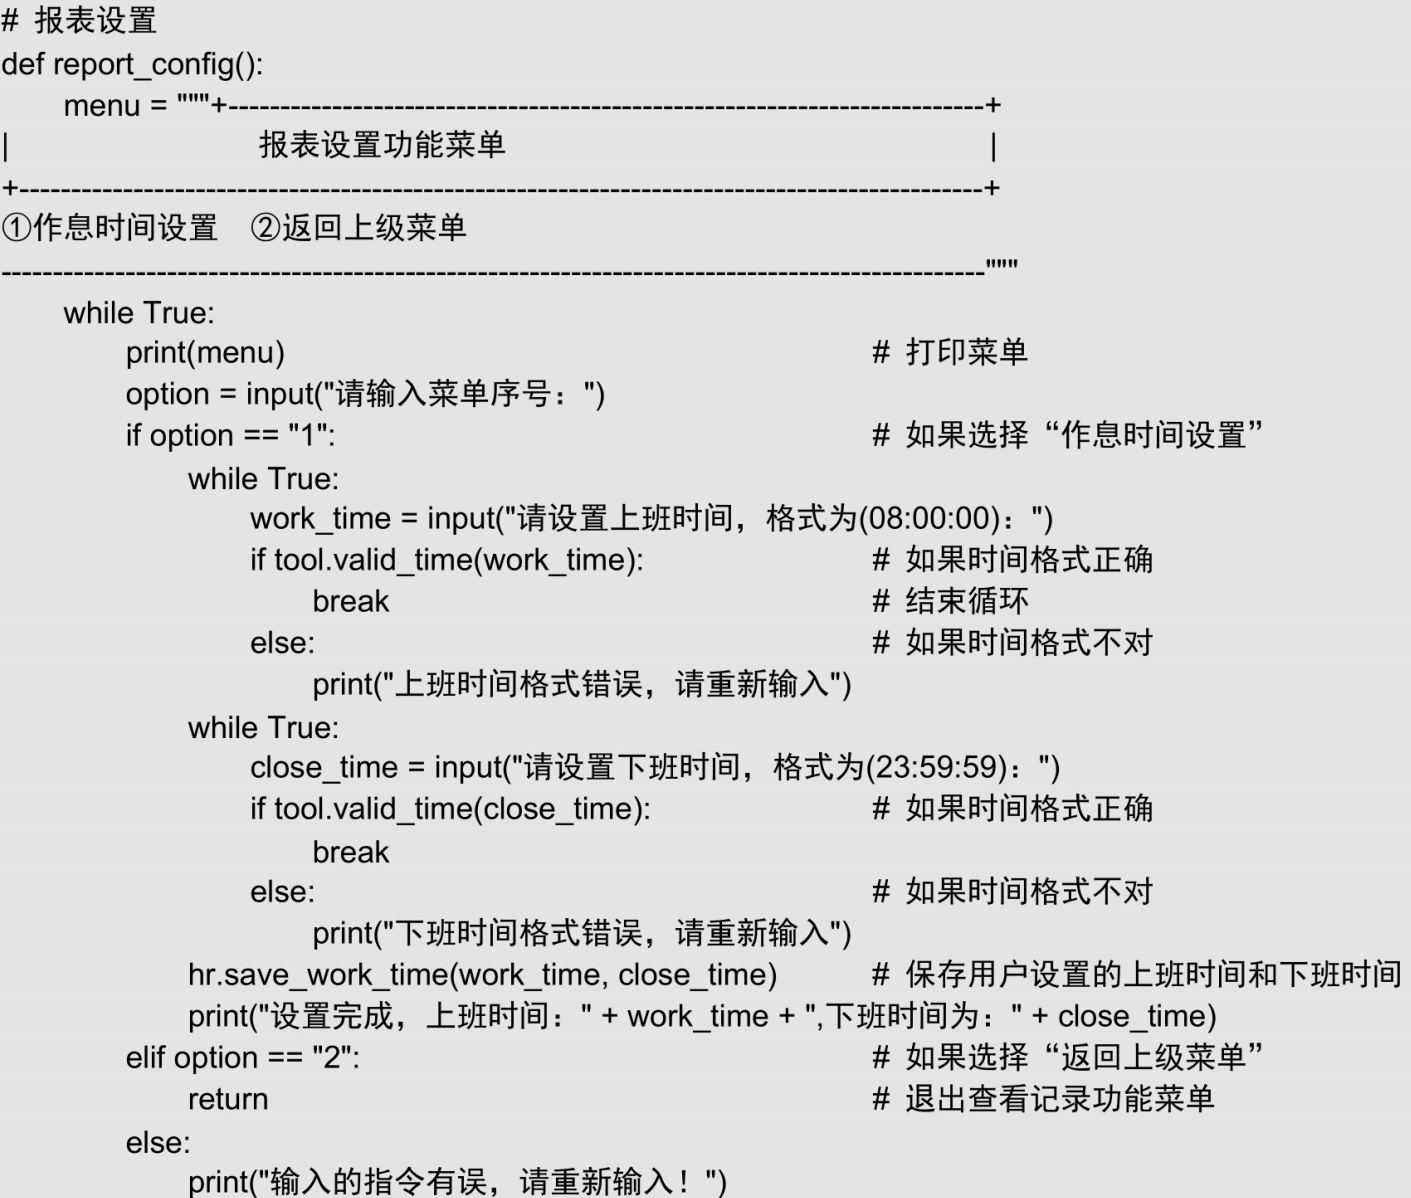 # 报表设置
def report_config():
    menu = """+-------------------------------------------------------------------------+
|                              报表设置功能菜单                                                         |
+---------------------------------------------------------------------------------------------+
①作息时间设置    ②返回上级菜单
-----------------------------------------------------------------------------------------------"""
    while True:
        print(menu)    # 打印菜单
        option = input("请输入菜单序号：")
        if option == "1":    # 如果选择“作息时间设置”
            while True:
                work_time = input("请设置上班时间，格式为(08:00:00)：")
                if tool.valid_time(work_time):    # 如果时间格式正确
                    break    # 结束循环
                else:    # 如果时间格式不对
                    print("上班时间格式错误，请重新输入")
            while True:
                close_time = input("请设置下班时间，格式为(23:59:59)：")
                if tool.valid_time(close_time):    # 如果时间格式正确
                    break
                else:    # 如果时间格式不对
                    print("下班时间格式错误，请重新输入")
            hr.save_work_time(work_time, close_time)    # 保存用户设置的上班时间和下班时间
            print("设置完成，上班时间：" + work_time + ",下班时间为：" + close_time)
        elif option == "2":    # 如果选择“返回上级菜单”
            return    # 退出查看记录功能菜单
        else:
            print("输入的指令有误，请重新输入！")